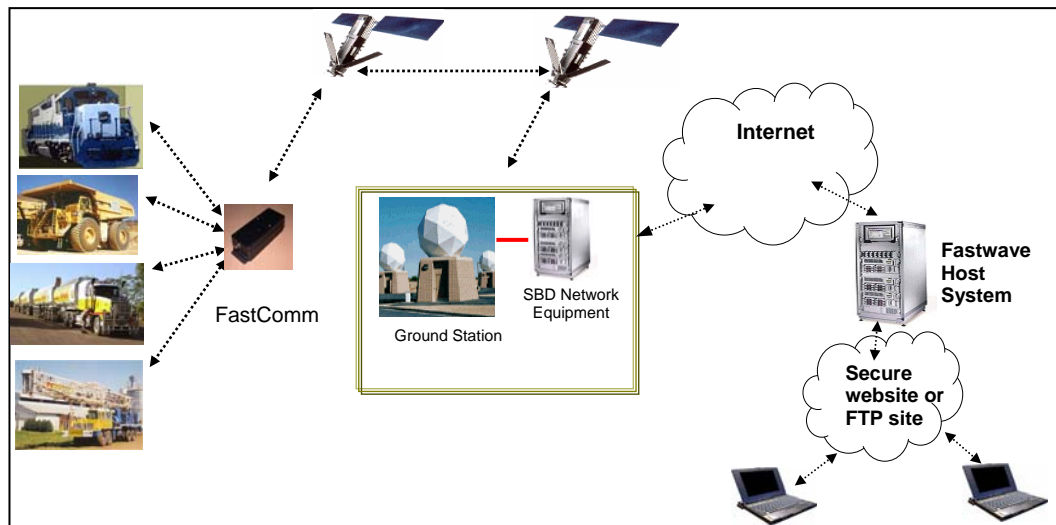 Internet
Fastwave
Host
System
SBD Network
Equipment
FastComm
Ground Station
Secure
website or
FTP site